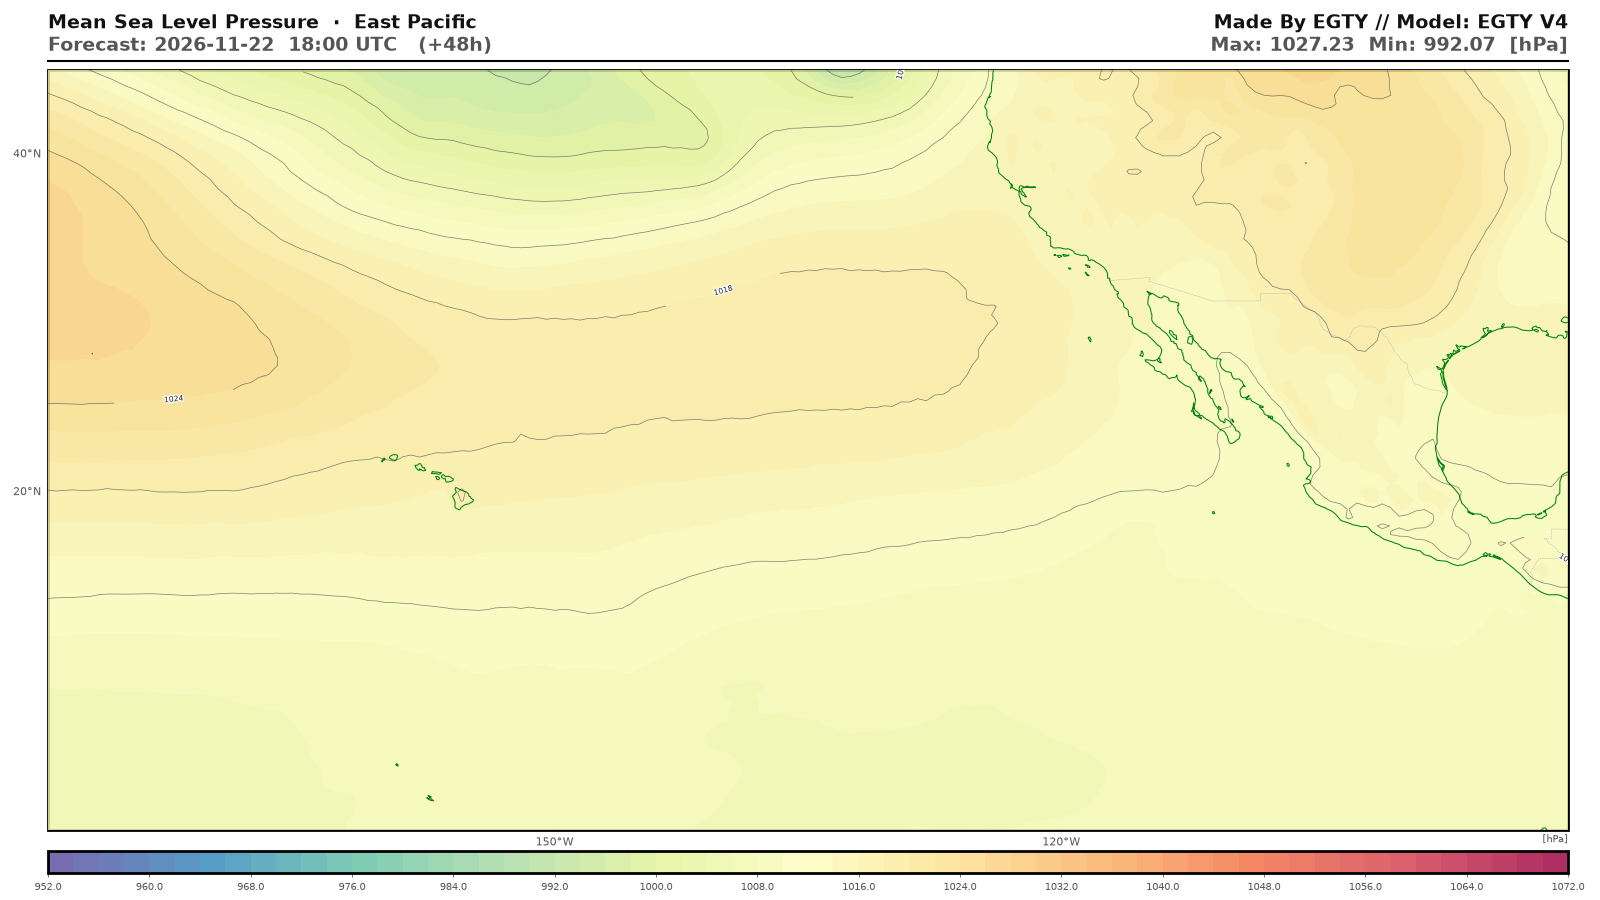 Mean Sea Level Pressure · East Pacific
Made By EGTY // Model: EGTY V4
Forecast: 2026-11-22 18:00 UTC (+48h)
Max: 1027.23 Min: 992.07 [hPa]
10
40°N
1018
1024
20°N
10
150°W
120°W
[hPa]
952.0 960.0 968.0 976.0 984.0 992.0 1000.0 1008.0 1016.0 1024.0 1032.0 1040.0 1048.0 1056.0 1064.0 1072.0